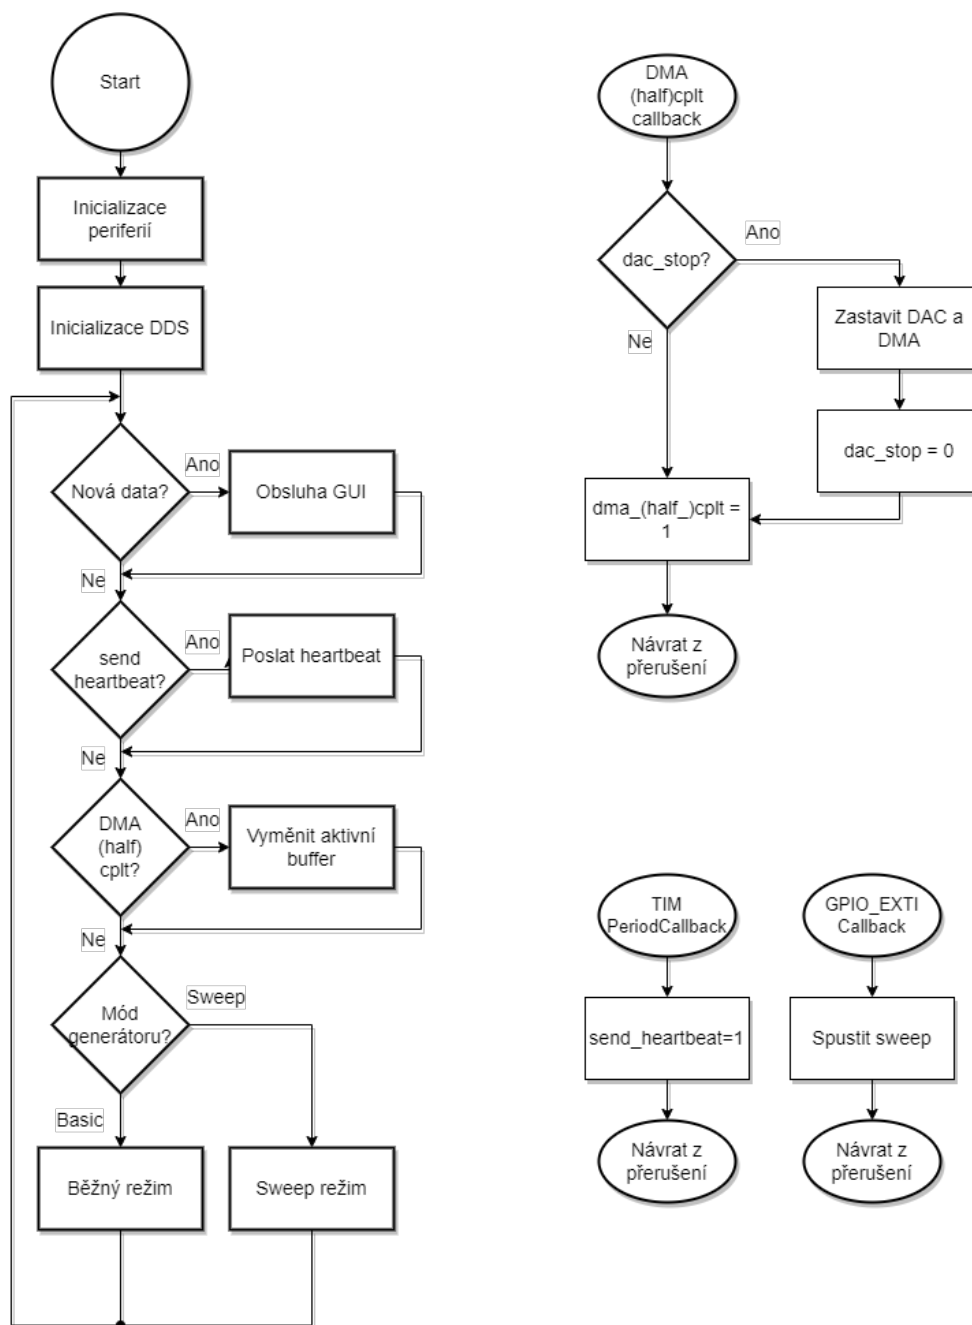 Start
Inicializace
periferií
Inicializace DDS
Nová data?
Ano
Obsluha GUI
Ne
send
heartbeat?
Ano
Poslat heartbeat
Ne
DMA
(half)
cplt?
Ano
Vyměnit aktivní
buffer
Ne
Mód
generátoru?
Sweep
Basic
Běžný režim
Sweep režim
DMA
(half)cplt
callback
dac_stop?
Ano
Zastavit DAC a
DMA
dac_stop = 0
Ne
dma_(half_)cplt =
1
Návrat z
přerušení
TIM
PeriodCallback
send_heartbeat=1
Návrat z
přerušení
GPIO_EXTI
Callback
Spustit sweep
Návrat z
přerušení